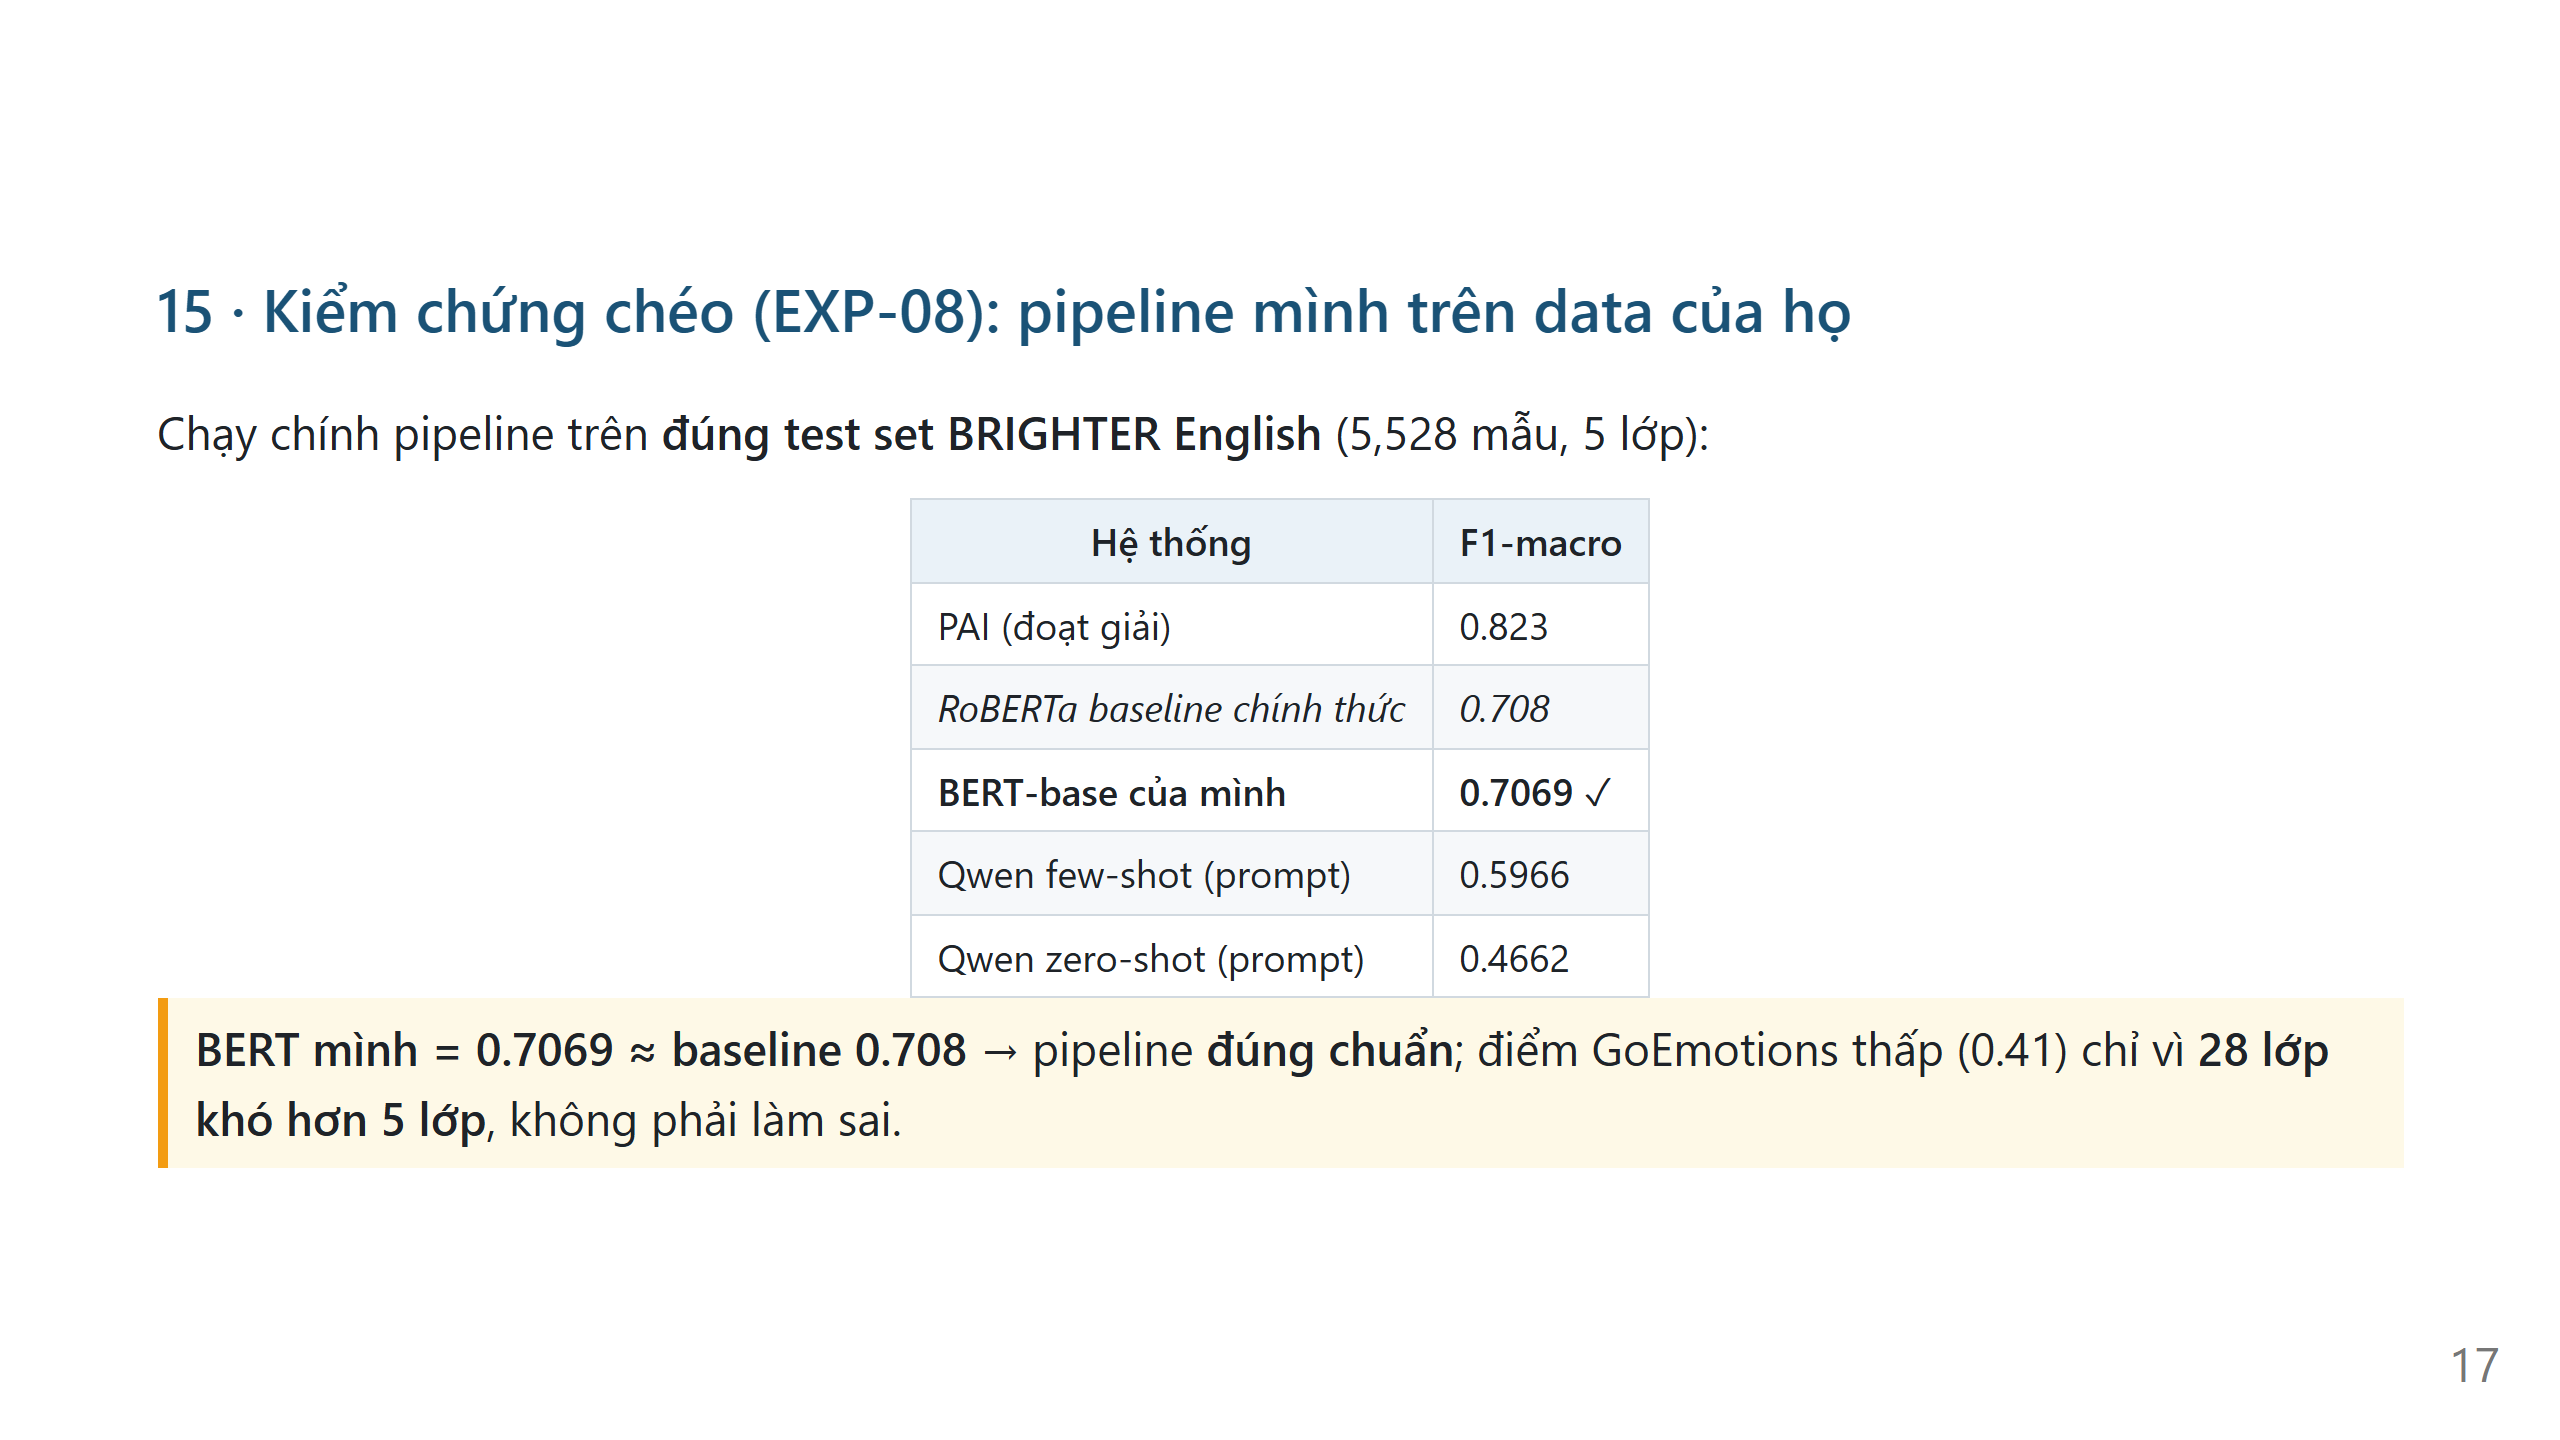 15 · Kiểm chứng chéo (EXP-08): pipeline mình trên data của họ
Chạy chính pipeline trên đúng test set BRIGHTER English (5,528 mẫu, 5 lớp):
Hệ thống F1-macro
PAI (đoạt giải) 0.823
RoBERTa baseline chính thức 0.708
BERT-base của mình 0.7069 ✓
Qwen few-shot (prompt) 0.5966
Qwen zero-shot (prompt) 0.4662
BERT mình = 0.7069 ≈ baseline 0.708 → pipeline đúng chuẩn; điểm GoEmotions thấp (0.41) chỉ vì 28 lớp
khó hơn 5 lớp, không phải làm sai.
17